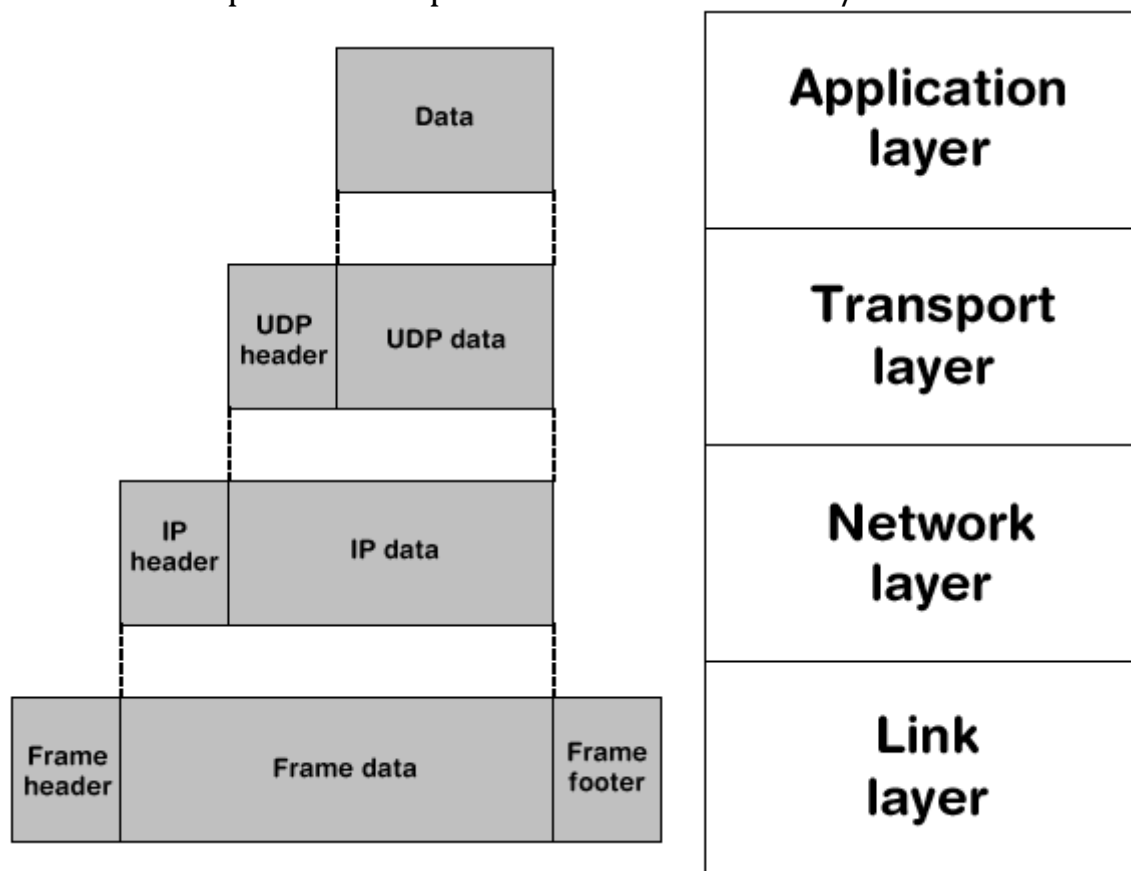 Data
Application
layer
UDP
header
UDP data
Transport
layer
IP
header
IP data
Network
layer
Frame
header
Frame data
Frame
footer
Link
layer